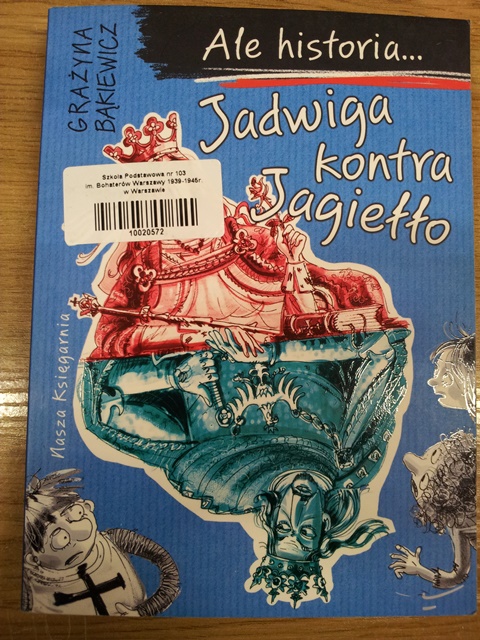 Ale historia...
GRAŻYNA
BĄKIEWICZ
Jadwiga
kontra
Jagiełło
Szkoła Podstawowa nr 103
im. Bohaterów Warszawy 1939-1945r.
w Warszawie
10020572
Nasza Księgarnia